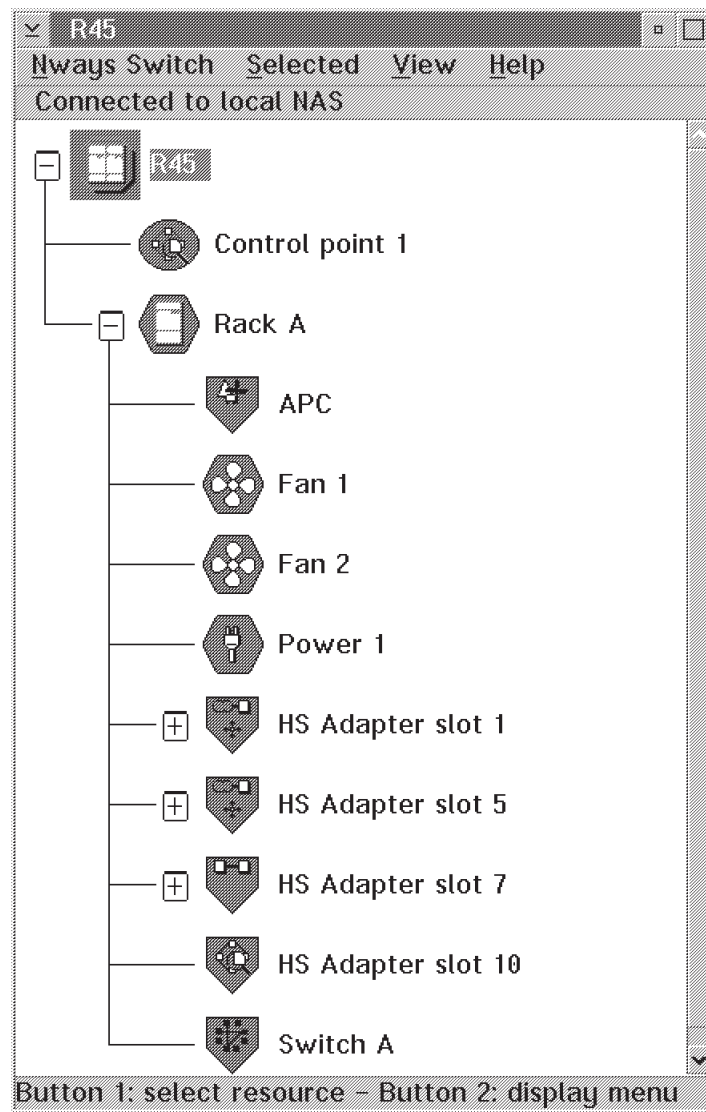 R45
Nways Switch Selected View Help
Connected to local NAS
R45
Control point 1
Rack A
APC
Fan 1
Fan 2
Power 1
HS Adapter slot 1
HS Adapter slot 5
HS Adapter slot 7
HS Adapter slot 10
Switch A
Button 1: select resource – Button 2: display menu